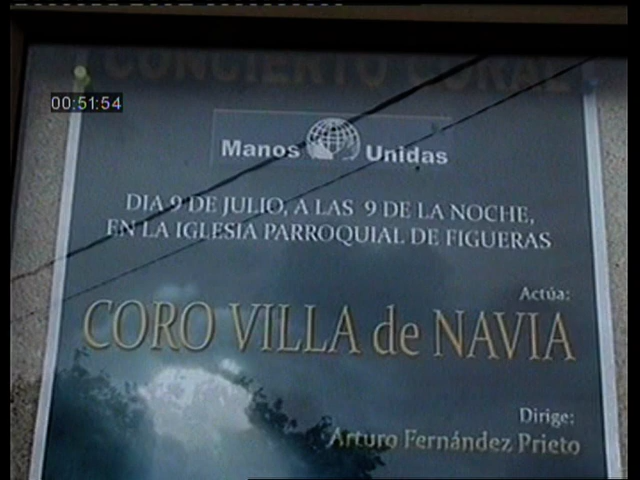 CONCIERTO CORAL
00:51:54
Manos Unidas
DIA 9 DE JULIO, A LAS 9 DE LA NOCHE,
EN LA IGLESIA PARROQUIAL DE FIGUERAS
Actúa:
CORO VILLA de NAVIA
Dirige:
Arturo Fernández Prieto